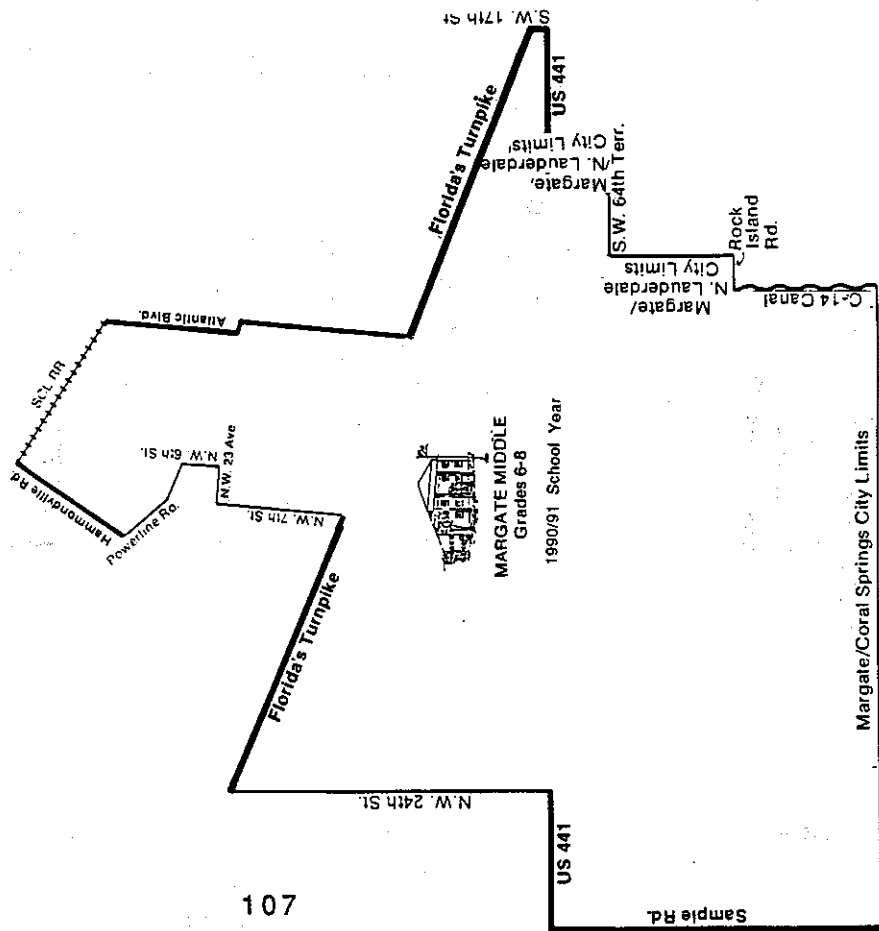 S.W. 17th St
US 441
Florida's Turnpike
Margate,
/N. Lauderdale
City Limits'
S.W. 64th Terr.
Rock
Island
Rd.
Margate/
N. Lauderdale
City Limits
C-14 Canal
Atlantic Blvd.
SCL RR
Hammondville Rd.
Powerline Rd.
N.W. 6th St.
N.W. 23 Ave
N.W. 7th St.
Florida's Turnpike
MARGATE MIDDLE
Grades 6-8
1990/91 School Year
N.W. 24th St.
US 441
Sample Rd.
Margate/Coral Springs City Limits
107